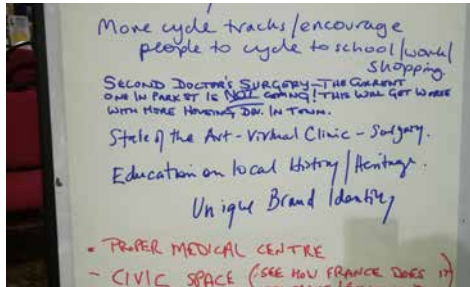 More cycle tracks/encourage
people to cycle to school/work/
shopping.
SECOND DOCTOR'S SURGERY - THE CURRENT
ONE IN PARK ST IS NOT COPING! THIS WILL GET WORSE
WITH MORE HOUSING DEV. IN TOWN.
State of the Art - Virtual Clinic - Surgery.
Education on local History/Heritage.
Unique Brand Identity
• PROPER MEDICAL CENTRE
- CIVIC SPACE (SEE HOW FRANCE DOES IT)